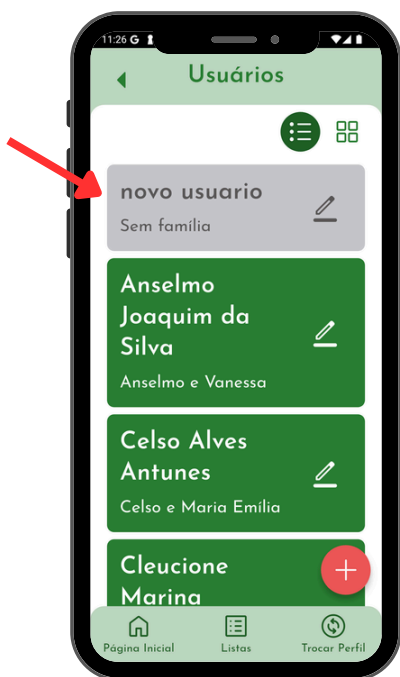 11:26 G
Usuários
novo usuario
Sem família
Anselmo
Joaquim da
Silva
Anselmo e Vanessa
Celso Alves
Antunes
Celso e Maria Emília
Cleucione
Marina
Página Inicial
Listas
Trocar Perfil